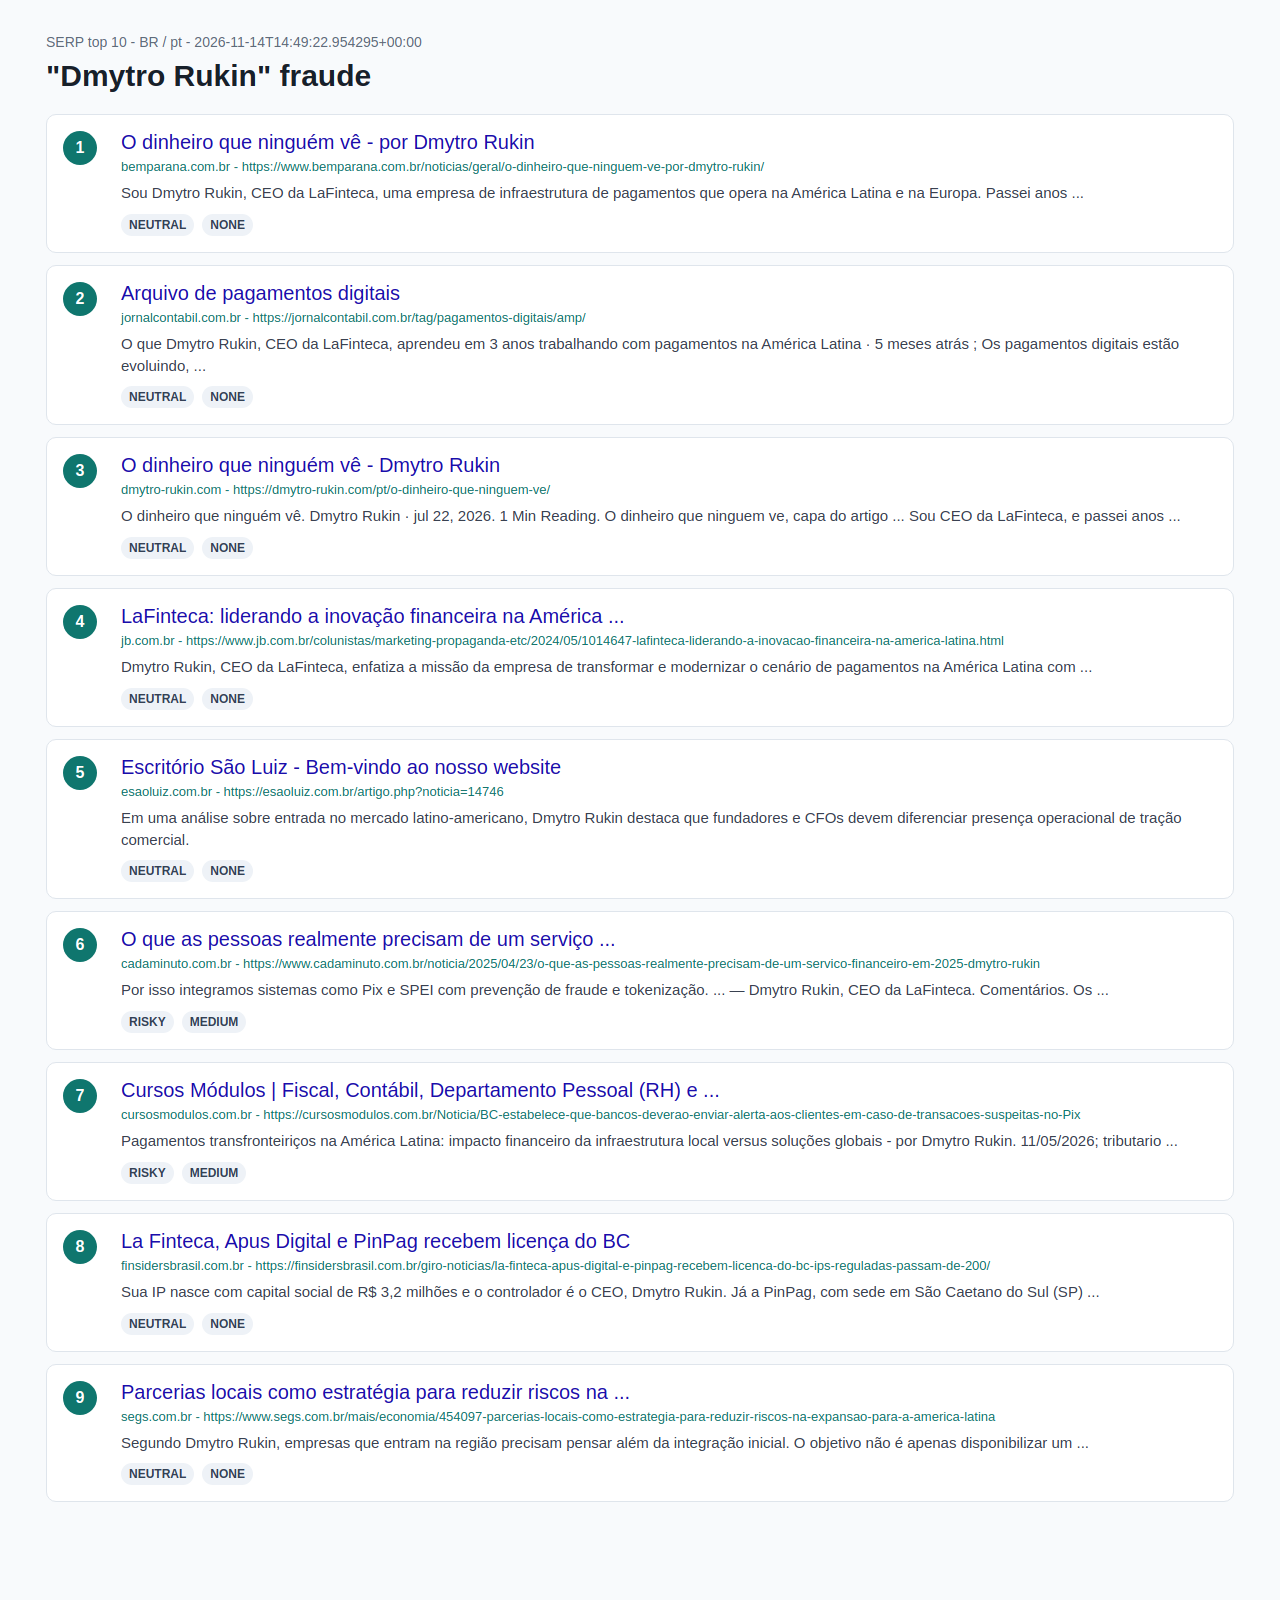 SERP top 10 - BR / pt - 2026-11-14T14:49:22.954295+00:00
"Dmytro Rukin" fraude
1
O dinheiro que ninguém vê - por Dmytro Rukin
bemparana.com.br - https://www.bemparana.com.br/noticias/geral/o-dinheiro-que-ninguem-ve-por-dmytro-rukin/
Sou Dmytro Rukin, CEO da LaFinteca, uma empresa de infraestrutura de pagamentos que opera na América Latina e na Europa. Passei anos ...
NEUTRAL NONE
2
Arquivo de pagamentos digitais
jornalcontabil.com.br - https://jornalcontabil.com.br/tag/pagamentos-digitais/amp/
O que Dmytro Rukin, CEO da LaFinteca, aprendeu em 3 anos trabalhando com pagamentos na América Latina · 5 meses atrás ; Os pagamentos digitais estão
evoluindo, ...
NEUTRAL NONE
3
O dinheiro que ninguém vê - Dmytro Rukin
dmytro-rukin.com - https://dmytro-rukin.com/pt/o-dinheiro-que-ninguem-ve/
O dinheiro que ninguém vê. Dmytro Rukin · jul 22, 2026. 1 Min Reading. O dinheiro que ninguem ve, capa do artigo ... Sou CEO da LaFinteca, e passei anos ...
NEUTRAL NONE
4
LaFinteca: liderando a inovação financeira na América ...
jb.com.br - https://www.jb.com.br/colunistas/marketing-propaganda-etc/2024/05/1014647-lafinteca-liderando-a-inovacao-financeira-na-america-latina.html
Dmytro Rukin, CEO da LaFinteca, enfatiza a missão da empresa de transformar e modernizar o cenário de pagamentos na América Latina com ...
NEUTRAL NONE
5
Escritório São Luiz - Bem-vindo ao nosso website
esaoluiz.com.br - https://esaoluiz.com.br/artigo.php?noticia=14746
Em uma análise sobre entrada no mercado latino-americano, Dmytro Rukin destaca que fundadores e CFOs devem diferenciar presença operacional de tração
comercial.
NEUTRAL NONE
6
O que as pessoas realmente precisam de um serviço ...
cadaminuto.com.br - https://www.cadaminuto.com.br/noticia/2025/04/23/o-que-as-pessoas-realmente-precisam-de-um-servico-financeiro-em-2025-dmytro-rukin
Por isso integramos sistemas como Pix e SPEI com prevenção de fraude e tokenização. ... — Dmytro Rukin, CEO da LaFinteca. Comentários. Os ...
RISKY MEDIUM
7
Cursos Módulos | Fiscal, Contábil, Departamento Pessoal (RH) e ...
cursosmodulos.com.br - https://cursosmodulos.com.br/Noticia/BC-estabelece-que-bancos-deverao-enviar-alerta-aos-clientes-em-caso-de-transacoes-suspeitas-no-Pix
Pagamentos transfronteiriços na América Latina: impacto financeiro da infraestrutura local versus soluções globais - por Dmytro Rukin. 11/05/2026; tributario ...
RISKY MEDIUM
8
La Finteca, Apus Digital e PinPag recebem licença do BC
finsidersbrasil.com.br - https://finsidersbrasil.com.br/giro-noticias/la-finteca-apus-digital-e-pinpag-recebem-licenca-do-bc-ips-reguladas-passam-de-200/
Sua IP nasce com capital social de R$ 3,2 milhões e o controlador é o CEO, Dmytro Rukin. Já a PinPag, com sede em São Caetano do Sul (SP) ...
NEUTRAL NONE
9
Parcerias locais como estratégia para reduzir riscos na ...
segs.com.br - https://www.segs.com.br/mais/economia/454097-parcerias-locais-como-estrategia-para-reduzir-riscos-na-expansao-para-a-america-latina
Segundo Dmytro Rukin, empresas que entram na região precisam pensar além da integração inicial. O objetivo não é apenas disponibilizar um ...
NEUTRAL NONE